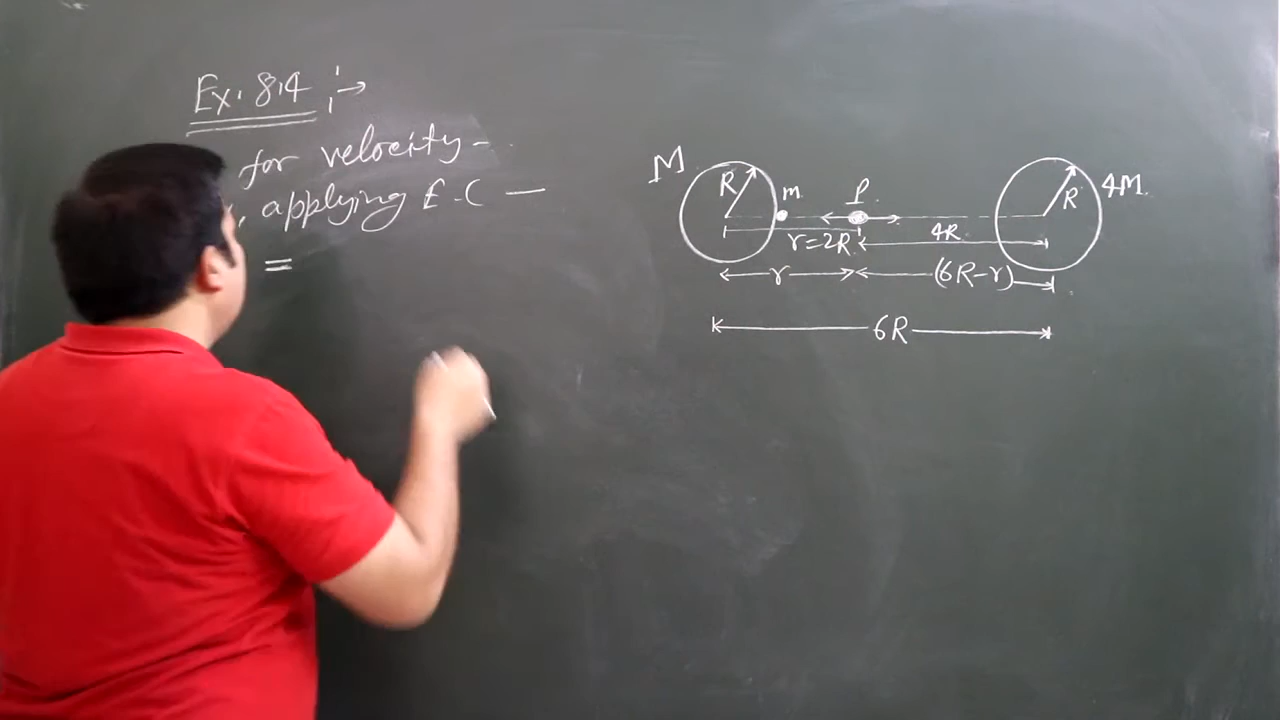 Ex. 8.4 :→
for velocity -
applying E.C —
=
M
R
m
P.
R
4M.
r=2R
4R
r
(6R-r)
6R